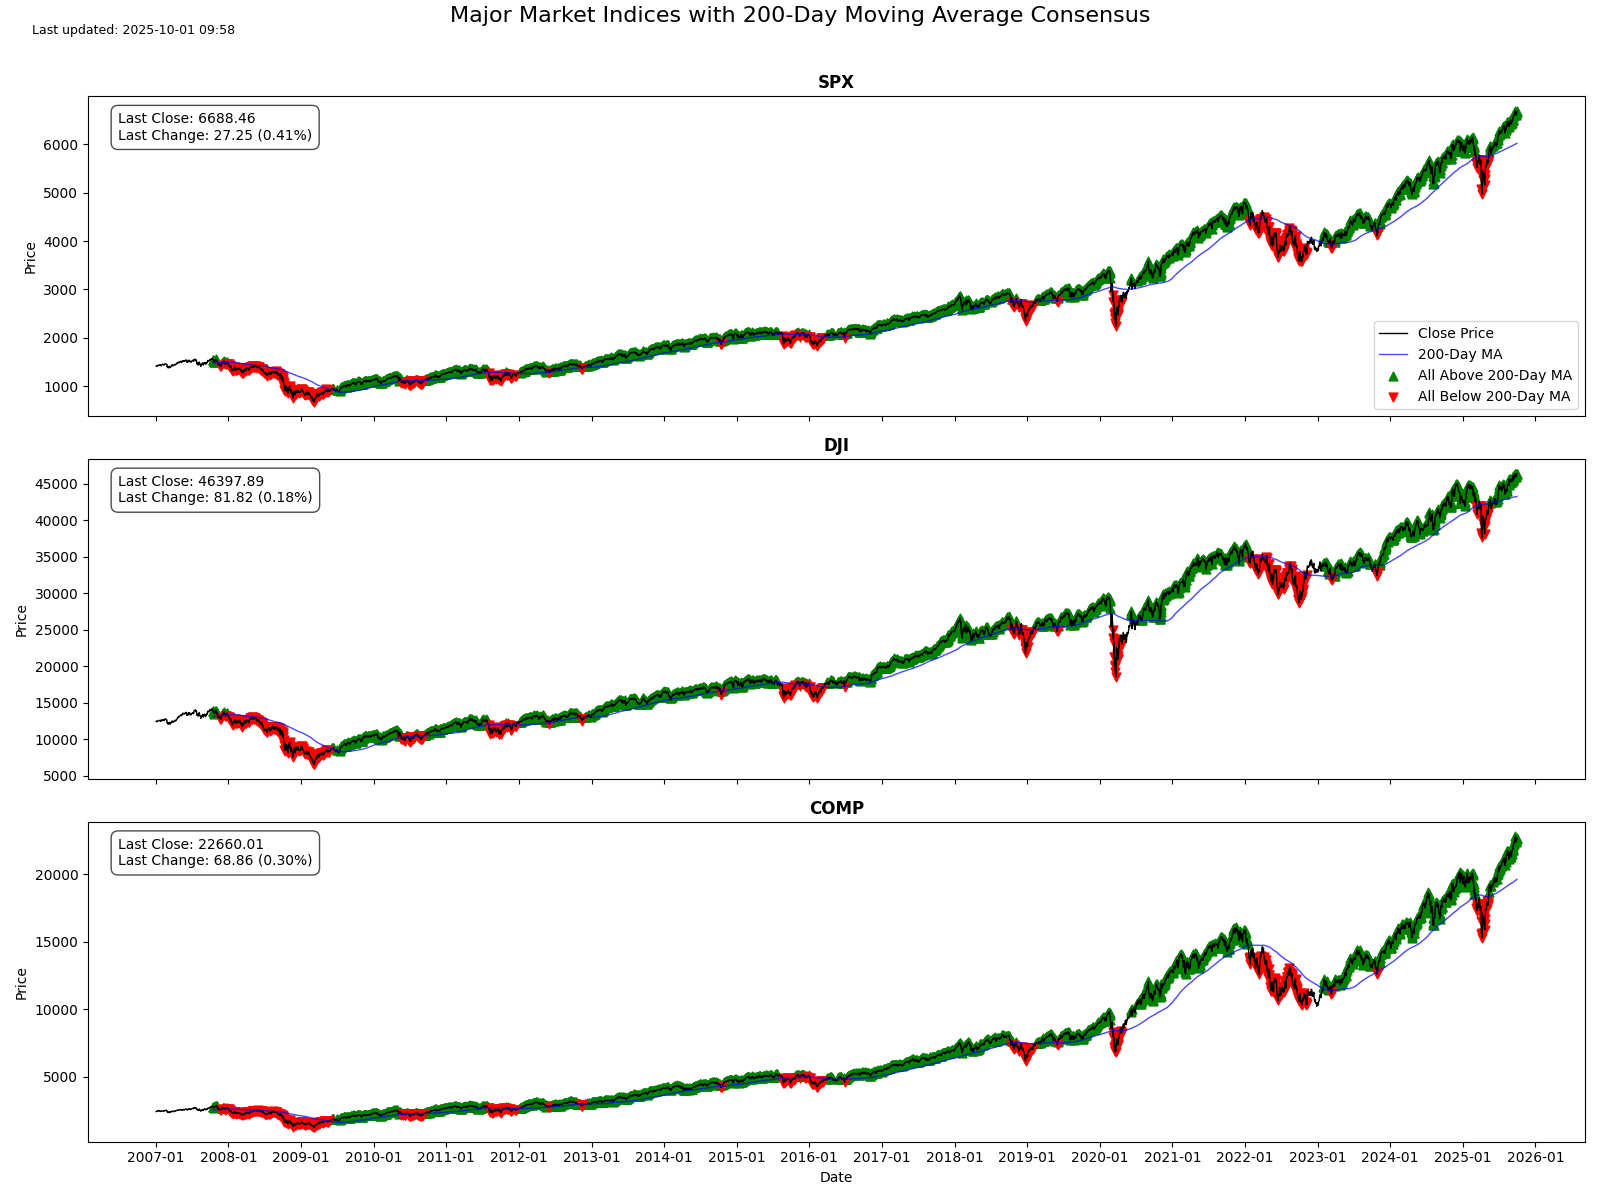 Major Market Indices with 200-Day Moving Average Consensus
Last updated: 2025-10-01 09:58
SPX
Last Close: 6688.46
Last Change: 27.25 (0.41%)
6000
5000
4000
3000
2000
1000
Price
Close Price
200-Day MA
All Above 200-Day MA
All Below 200-Day MA
DJI
Last Close: 46397.89
Last Change: 81.82 (0.18%)
45000
40000
35000
30000
25000
20000
15000
10000
5000
Price
COMP
Last Close: 22660.01
Last Change: 68.86 (0.30%)
20000
15000
10000
5000
Price
2007-01 2008-01 2009-01 2010-01 2011-01 2012-01 2013-01 2014-01 2015-01 2016-01 2017-01 2018-01 2019-01 2020-01 2021-01 2022-01 2023-01 2024-01 2025-01 2026-01
Date